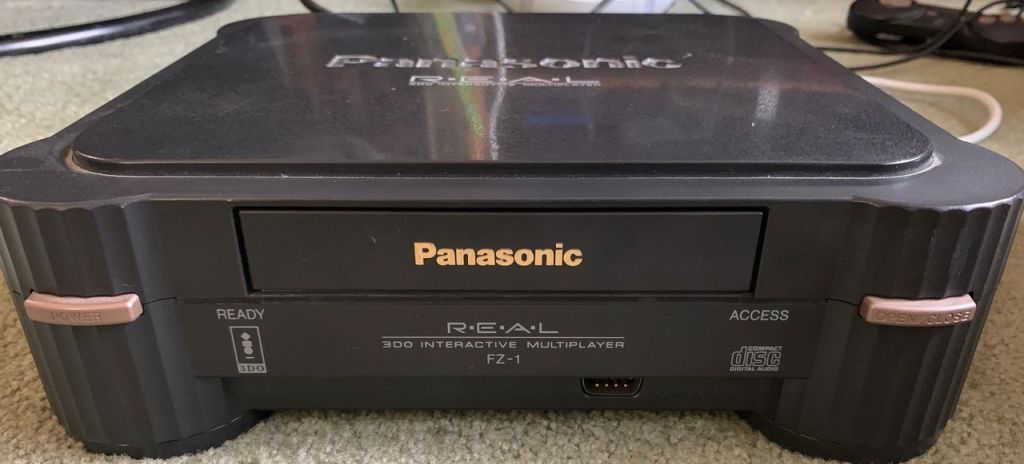 Panasonic
R·E·A·L
3DO INTERACTIVE MULTIPLAYER
Panasonic
POWER
OPEN/CLOSE
READY
ACCESS
3DO
R·E·A·L
3DO INTERACTIVE MULTIPLAYER
FZ-1
COMPACT
disc
DIGITAL AUDIO